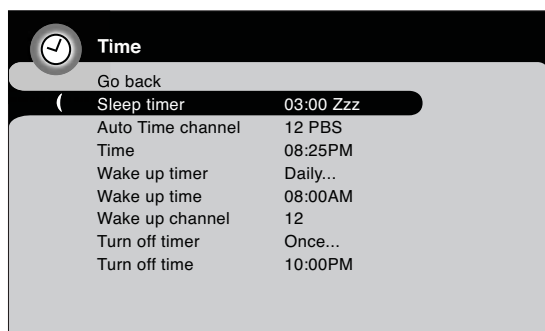 Time
Go back
Sleep timer 03:00 Zzz
Auto Time channel 12 PBS
Time 08:25PM
Wake up timer Daily...
Wake up time 08:00AM
Wake up channel 12
Turn off timer Once...
Turn off time 10:00PM